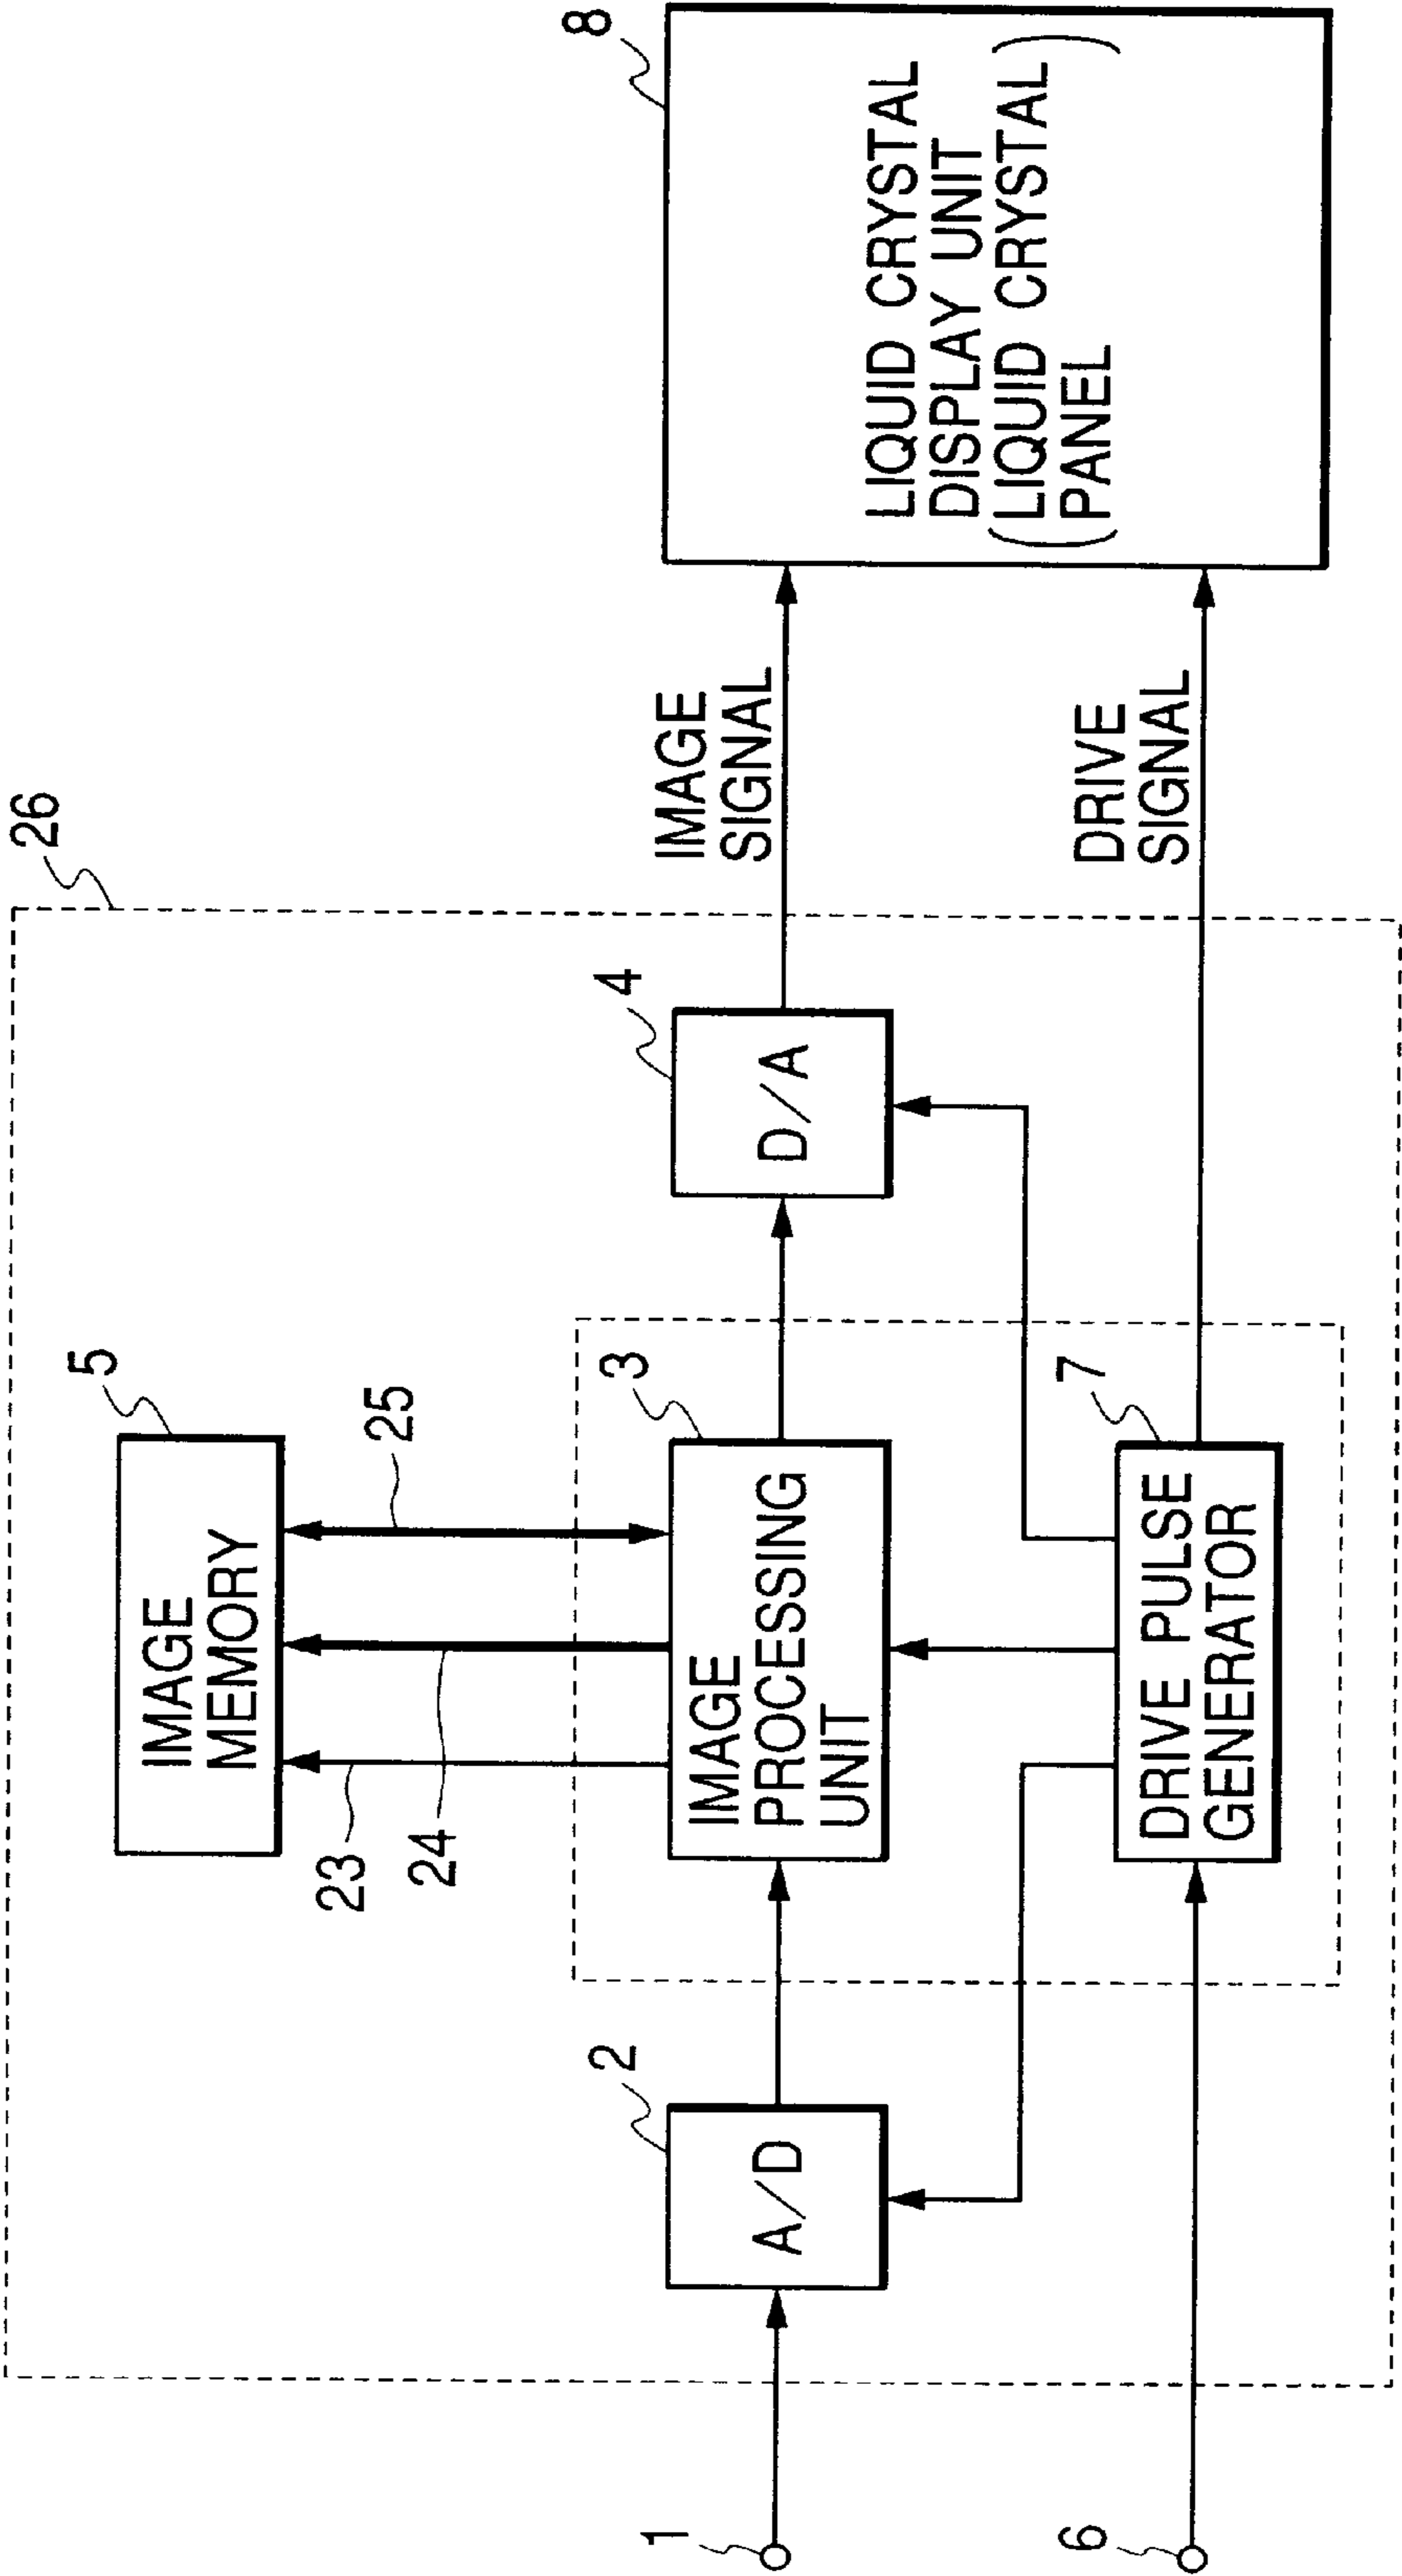 26
5
IMAGE
MEMORY
25
24
23
3
IMAGE
PROCESSING
UNIT
2
A/D
4
D/A
1
6
7
DRIVE PULSE
GENERATOR
IMAGE
SIGNAL
DRIVE
SIGNAL
8
LIQUID CRYSTAL
DISPLAY UNIT
(LIQUID CRYSTAL
PANEL)